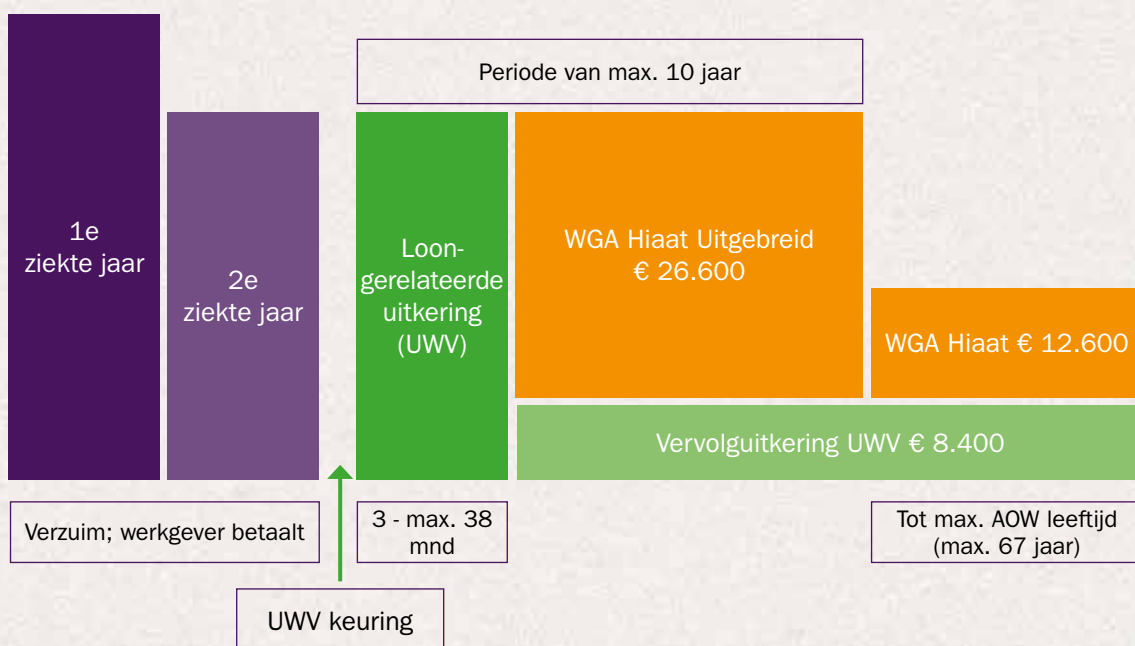 Periode van max. 10 jaar
1e
ziekte jaar
2e
ziekte jaar
Loon-
gerelateerde
uitkering
(UWV)
WGA Hiaat Uitgebreid
€ 26.600
WGA Hiaat € 12.600
Vervolguitkering UWV € 8.400
Verzuim; werkgever betaalt
3 - max. 38
mnd
Tot max. AOW leeftijd
(max. 67 jaar)
UWV keuring